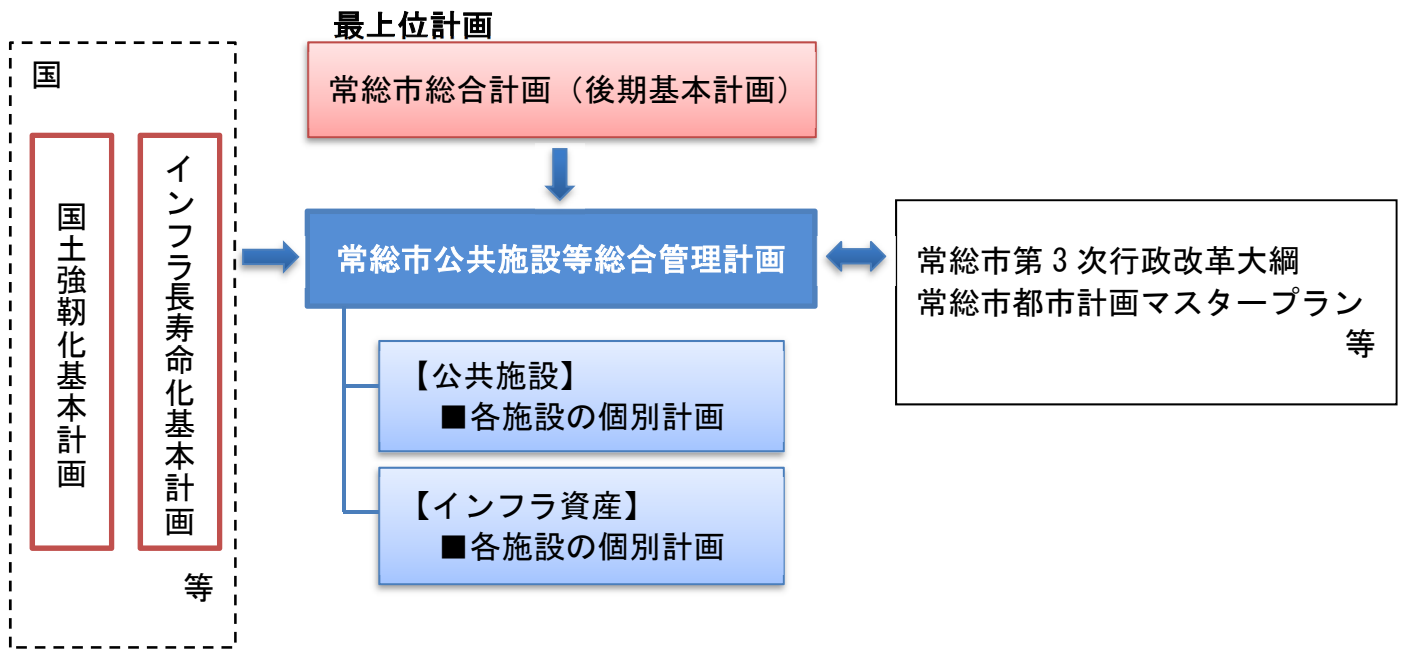 最上位計画
常総市総合計画（後期基本計画）
国
国土強靭化基本計画
インフラ長寿命化基本計画
等
常総市公共施設等総合管理計画
常総市第３次行政改革大綱
常総市都市計画マスタープラン
等
【公共施設】
■各施設の個別計画
【インフラ資産】
■各施設の個別計画